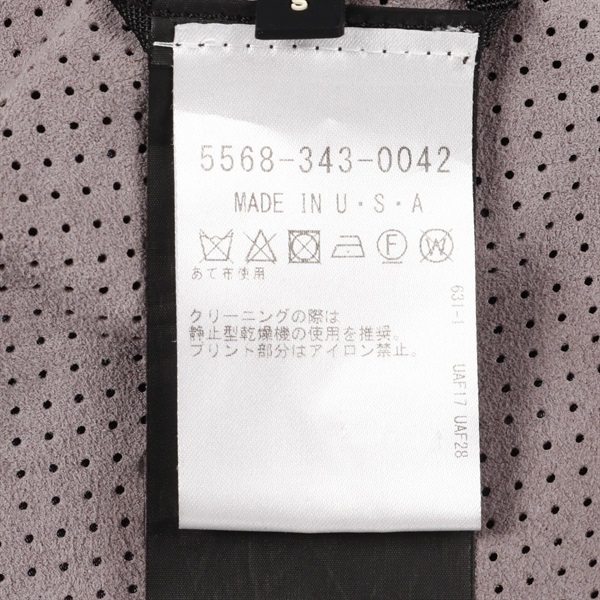 S
5568-343-0042
MADE IN U・S・A
F W
あて布使用
クリーニングの際は
静止型乾燥機の使用を推奨。
プリント部分はアイロン禁止。
631-1
UAF17 UAF28